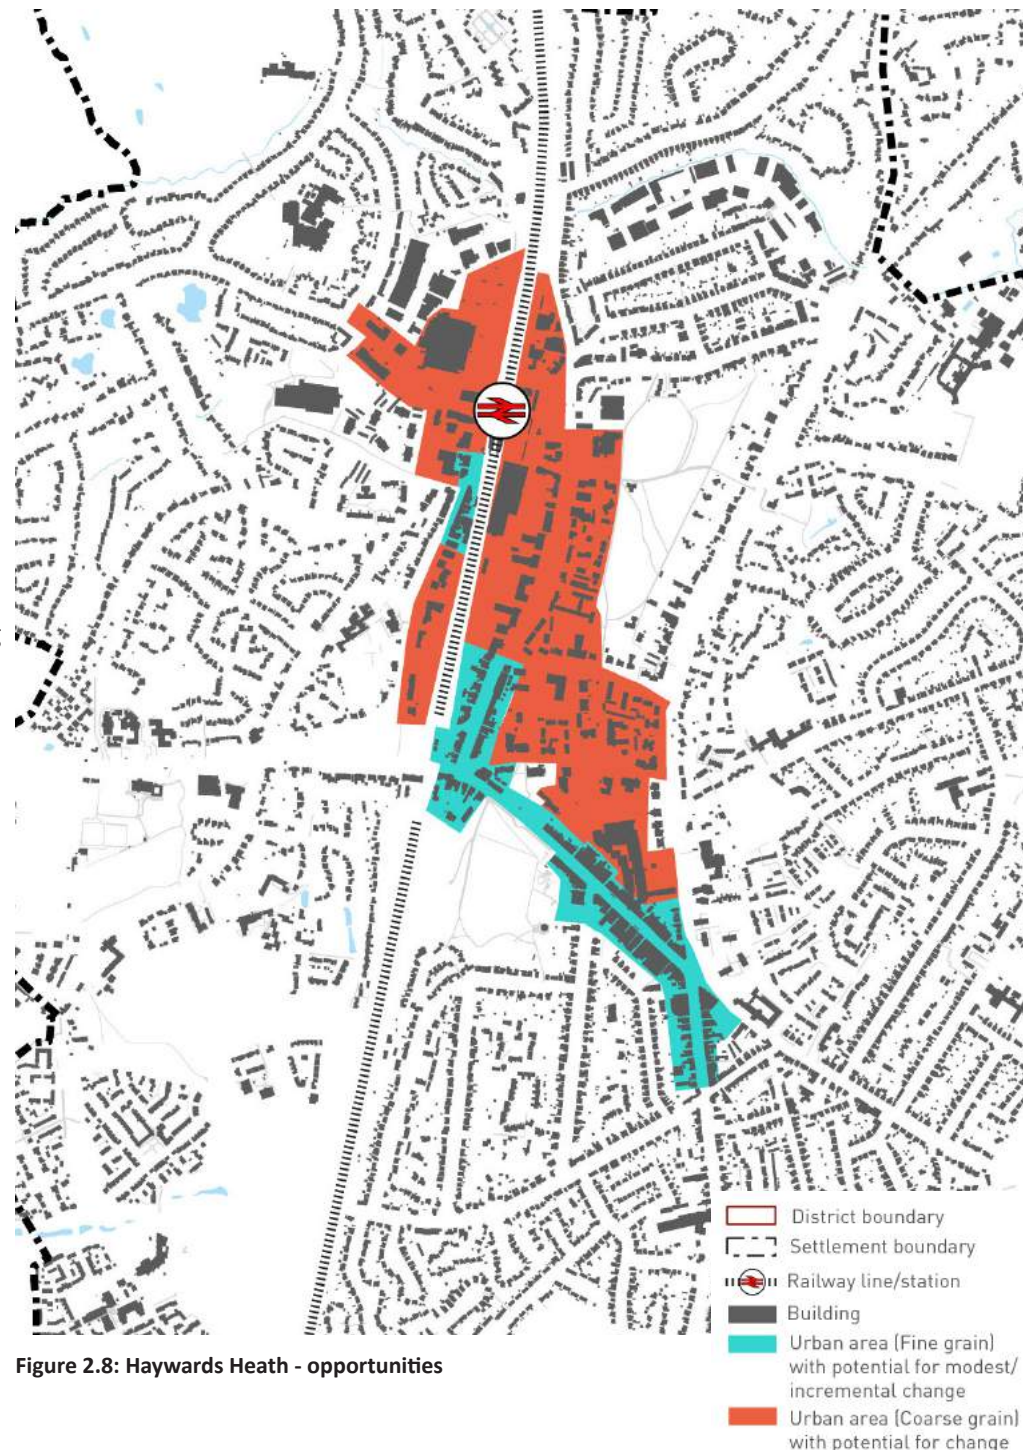 District boundary
Settlement boundary
Railway line/station
Building
Urban area (Fine grain)
with potential for modest/
incremental change
Urban area (Coarse grain)
with potential for change
Figure 2.8: Haywards Heath - opportunities